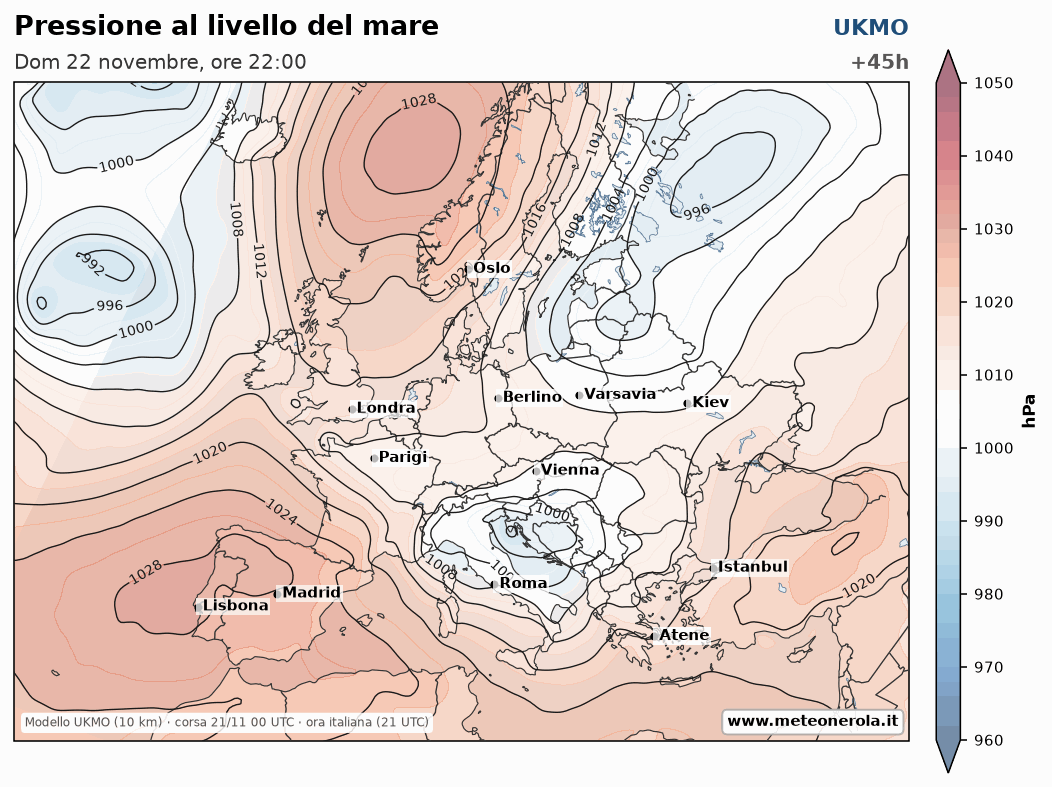 Pressione al livello del mare
UKMO
Dom 22 novembre, ore 22:00
+45h
1028
1012
1000
1000
1004
1016
1008
996
1008
1012
992
Oslo
996
1000
Berlino
Varsavia
Kiev
Londra
1020
Parigi
Vienna
1024
1000
1008
1028
Istanbul
Roma
1020
Madrid
Lisbona
Atene
Modello UKMO (10 km) · corsa 21/11 00 UTC · ora italiana (21 UTC)
www.meteonerola.it
1050
1040
1030
1020
1010
1000
990
980
970
960
hPa